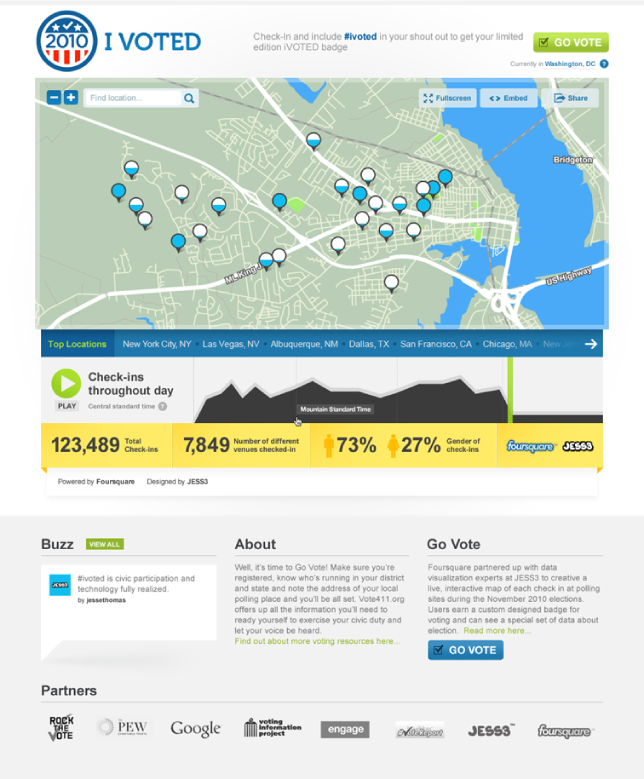 2010
I VOTED
Check-In and include #ivoted in your shout out to get your limited
edition iVOTED badge
GO VOTE
Currently in Washington, DC ?
Find location...
Fullscreen
<> Embed
Share
Bridgeton
ML King J
US Highway
Top Locations New York City, NY Las Vegas, NV Albuquerque, NM Dallas, TX San Francisco, CA Chicago, MA New Jers
Check-ins
throughout day
PLAY
Central standard time ?
Mountain Standard Time
123,489 Total
Check-ins
7,849 Number of different
venues checked-in
73% 27% Gender of
check-ins
foursquare JESS3
Powered by Foursquare Designed by JESS3
Buzz VIEW ALL
JESS3
#ivoted is civic participation and
technology fully realized.
by jessethomas
About
Well, it's time to Go Vote! Make sure you're
registered, know who's running in your district
and state and note the address of your local
polling place and you'll be all set. Vote411.org
offers up all the information you'll need to
ready yourself to exercise your civic duty and
let your voice be heard.
Find out about more voting resources here...
Go Vote
Foursquare partnered up with data
visualization experts at JESS3 to creative a
live, interactive map of each check in at polling
sites during the November 2010 elections.
Users earn a custom designed badge for
voting and can see a special set of data about
election. Read more here...
GO VOTE
Partners
ROCK
THE
VOTE
THE
PEW
Google
voting
information
project
engage
VoteReport
JESS3™
foursquare